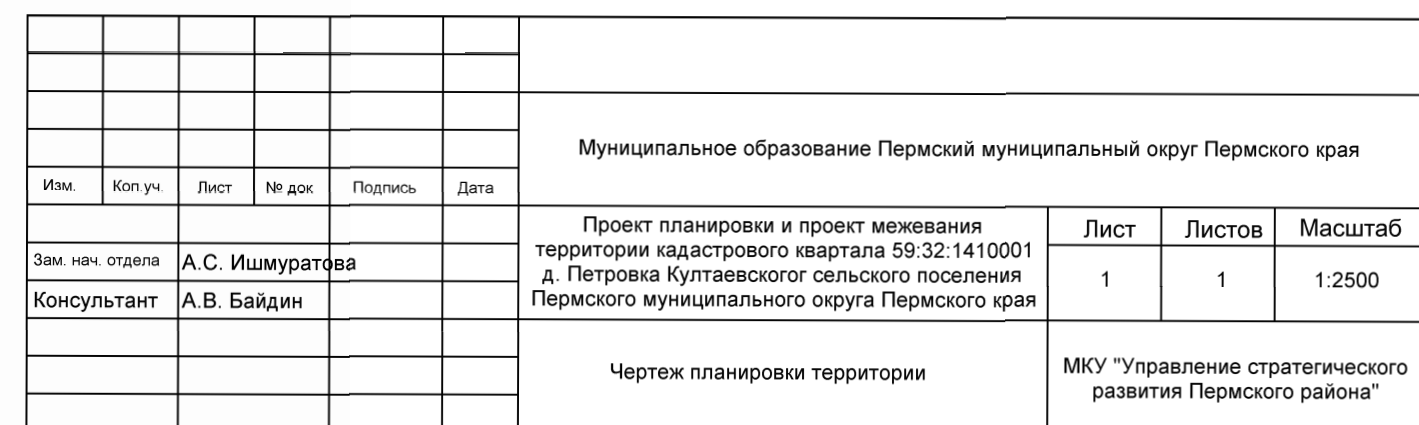 Муниципальное образование Пермский муниципальный округ Пермского края
Изм. Коп.уч. Лист № док Подпись Дата
Проект планировки и проект межевания
территории кадастрового квартала 59:32:1410001
д. Петровка Култаевскогог сельского поселения
Пермского муниципального округа Пермского края
Лист Листов Масштаб
1 1 1:2500
Зам. нач. отдела А.С. Ишмуратова
Консультант А.В. Байдин
Чертеж планировки территории
МКУ "Управление стратегического
развития Пермского района"